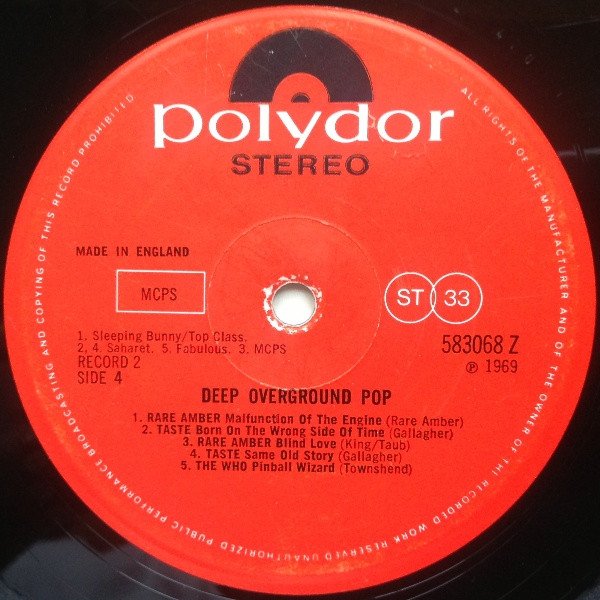 polydor
STEREO
MADE IN ENGLAND
MCPS
ST 33
1. Sleeping Bunny/Top Class.
2, 4. Saharet. 5. Fabulous. 3. MCPS
RECORD 2
SIDE 4
583068 Z
℗ 1969
DEEP OVERGROUND POP
1. RARE AMBER Malfunction Of The Engine (Rare Amber)
2. TASTE Born On The Wrong Side Of Time (Gallagher)
3. RARE AMBER Blind Love (King/Taub)
4. TASTE Same Old Story (Gallagher)
5. THE WHO Pinball Wizard (Townshend)
ALL RIGHTS OF THE MANUFACTURER AND OF THE OWNER OF THE RECORDED WORK RESERVED UNAUTHORIZED PUBLIC PERFORMANCE BROADCASTING AND COPYING OF THIS RECORD PROHIBITED